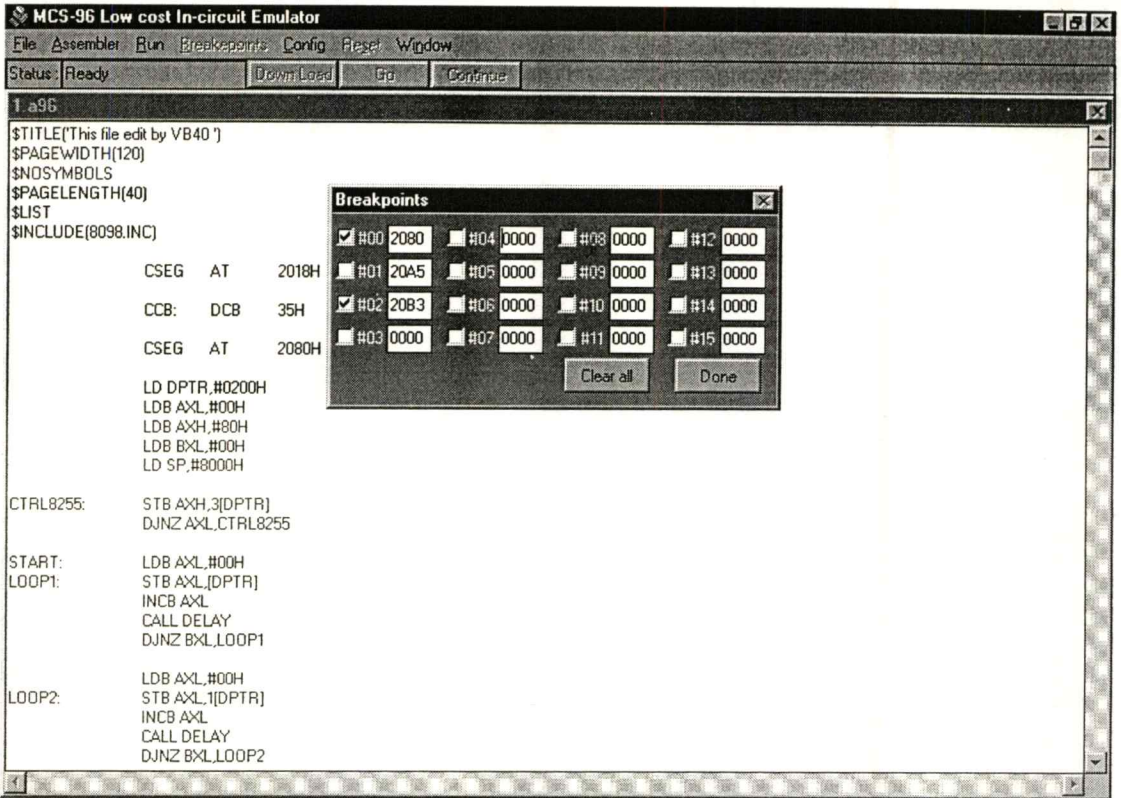 MCS-96 Low cost In-circuit Emulator
File Assembler Run Breakepoints Config Reset Window
Status : Ready Down Load Go Continue
1.a96
$TITLE('This file edit by VB40 ')
$PAGEWIDTH(120)
$NOSYMBOLS
$PAGELENGTH(40)
$LIST
$INCLUDE(8098.INC)
CSEG AT 2018H
CCB: DCB 35H
CSEG AT 2080H
LD DPTR,#0200H
LDB AXL,#00H
LDB AXH,#80H
LDB BXL,#00H
LD SP,#8000H
CTRL8255: STB AXH,3[DPTR]
DJNZ AXL,CTRL8255
START: LDB AXL,#00H
LOOP1: STB AXL,[DPTR]
INCB AXL
CALL DELAY
DJNZ BXL,LOOP1
LDB AXL,#00H
LOOP2: STB AXL,1[DPTR]
INCB AXL
CALL DELAY
DJNZ BXL,LOOP2
Breakpoints
#00 2080 #04 0000 #08 0000 #12 0000
#01 20A5 #05 0000 #09 0000 #13 0000
#02 20B3 #06 0000 #10 0000 #14 0000
#03 0000 #07 0000 #11 0000 #15 0000
Clear all Done